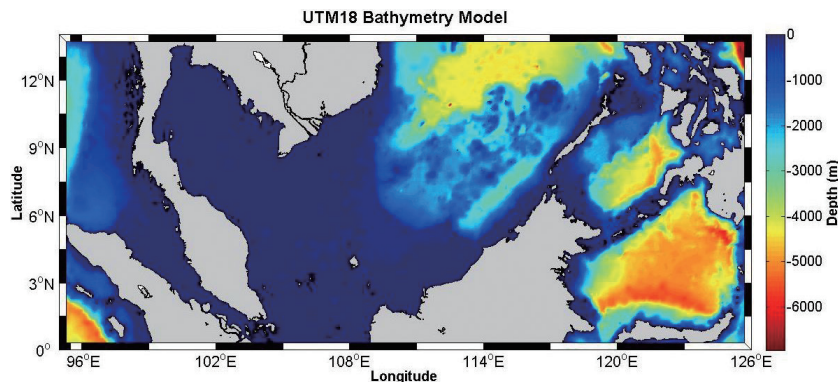 UTM18 Bathymetry Model
12°N
9°N
6°N
3°N
0°
Latitude
96°E
102°E
108°E
114°E
120°E
126°E
Longitude
0
-1000
-2000
-3000
-4000
-5000
-6000
Depth (m)